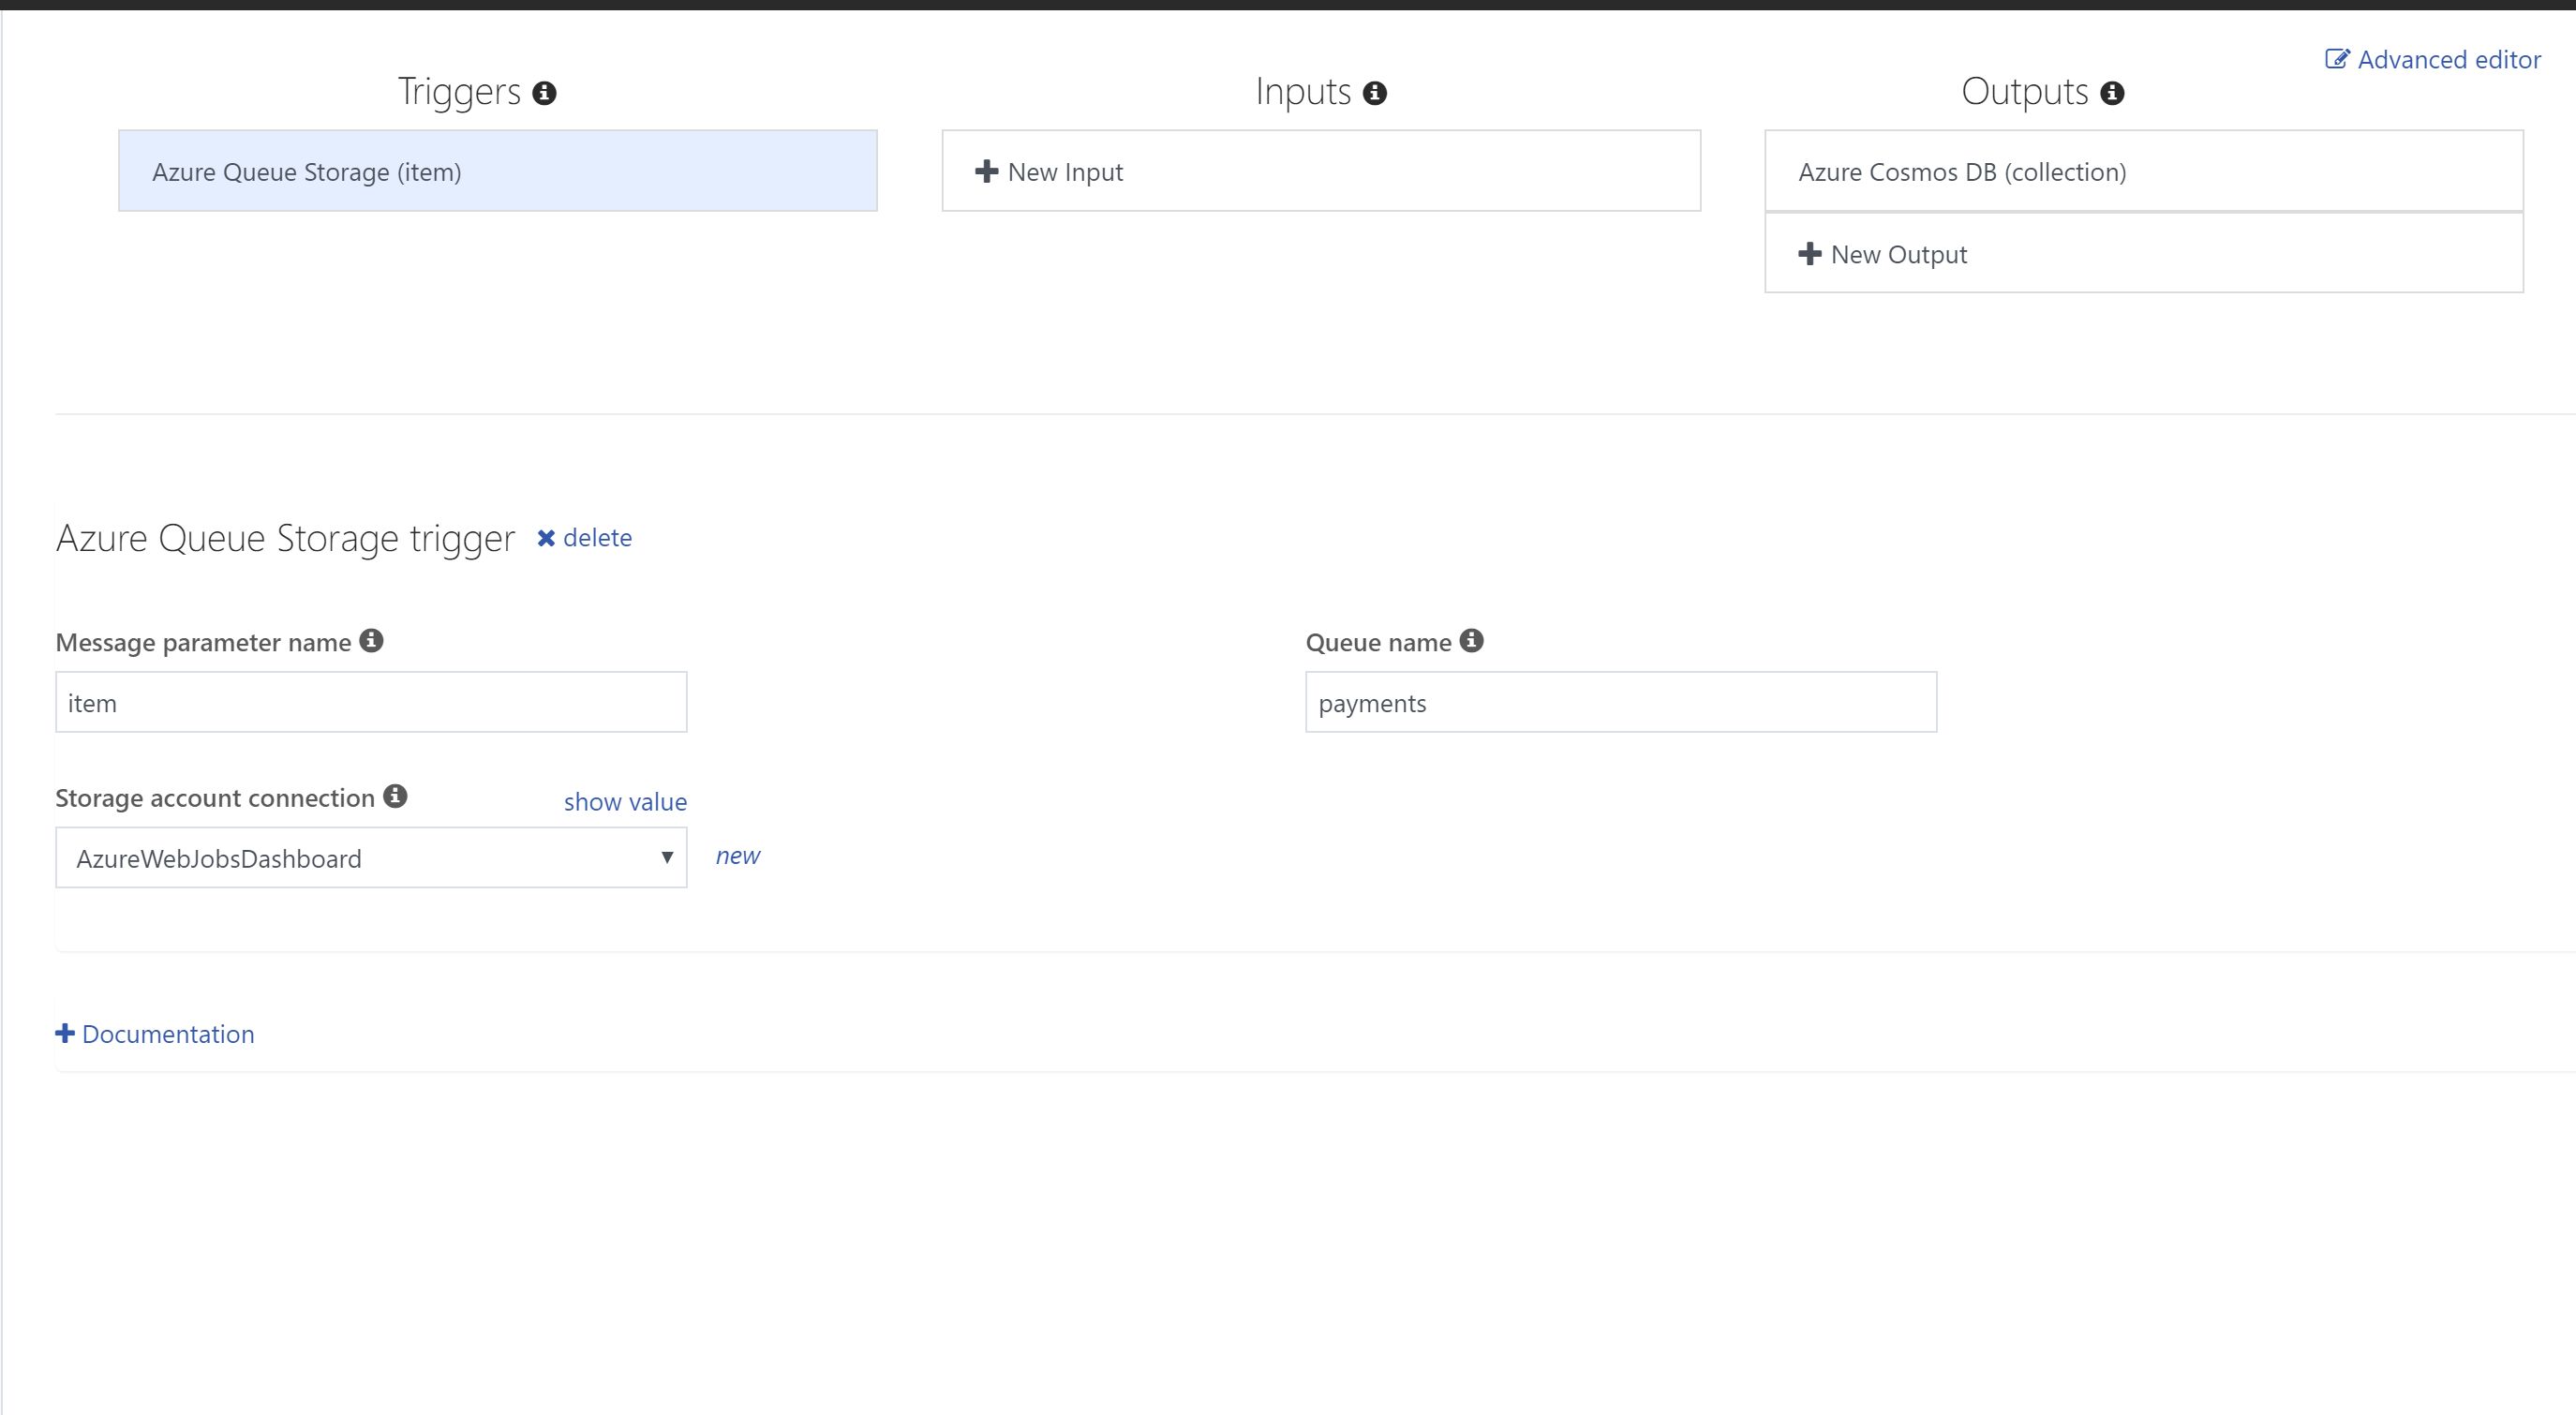 Advanced editor
Triggers
Inputs
Outputs
Azure Queue Storage (item)
New Input
Azure Cosmos DB (collection)
New Output
Azure Queue Storage trigger delete
Message parameter name
Queue name
item
payments
Storage account connection show value
AzureWebJobsDashboard new
Documentation